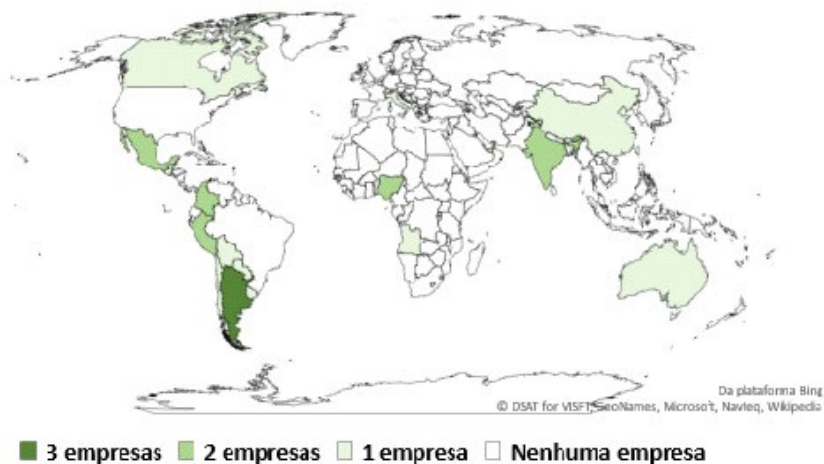 Da plataforma Bing
© DSAT for MSFT, GeoNames, Microsoft, Navteq, Wikipedia
3 empresas 2 empresas 1 empresa Nenhuma empresa